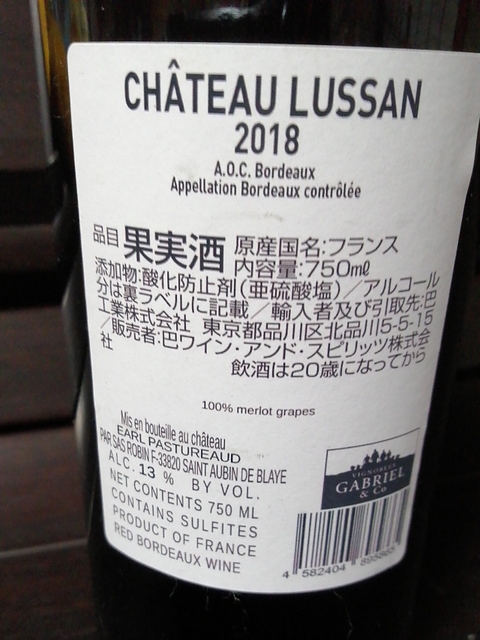 CHÂTEAU LUSSAN
2018
A.O.C. Bordeaux
Appellation Bordeaux contrôlée
品目 果実酒 原産国名:フランス
内容量:750mℓ
添加物:酸化防止剤(亜硫酸塩)/アルコール
分は裏ラベルに記載/輸入者及び引取先:巴
工業株式会社 東京都品川区北品川5-5-15
/販売者:巴ワイン・アンド・スピリッツ株式会
社
飲酒は20歳になってから
100% merlot grapes
Mis en bouteille au château
EARL PASTUREAUD
PAR SAS ROBIN F-33820 SAINT AUBIN DE BLAYE
ALC. 13 % BY VOL.
NET CONTENTS 750 ML
CONTAINS SULFITES
PRODUCT OF FRANCE
RED BORDEAUX WINE
VIGNOBLES
GABRIEL
& Co
4 582404 895865